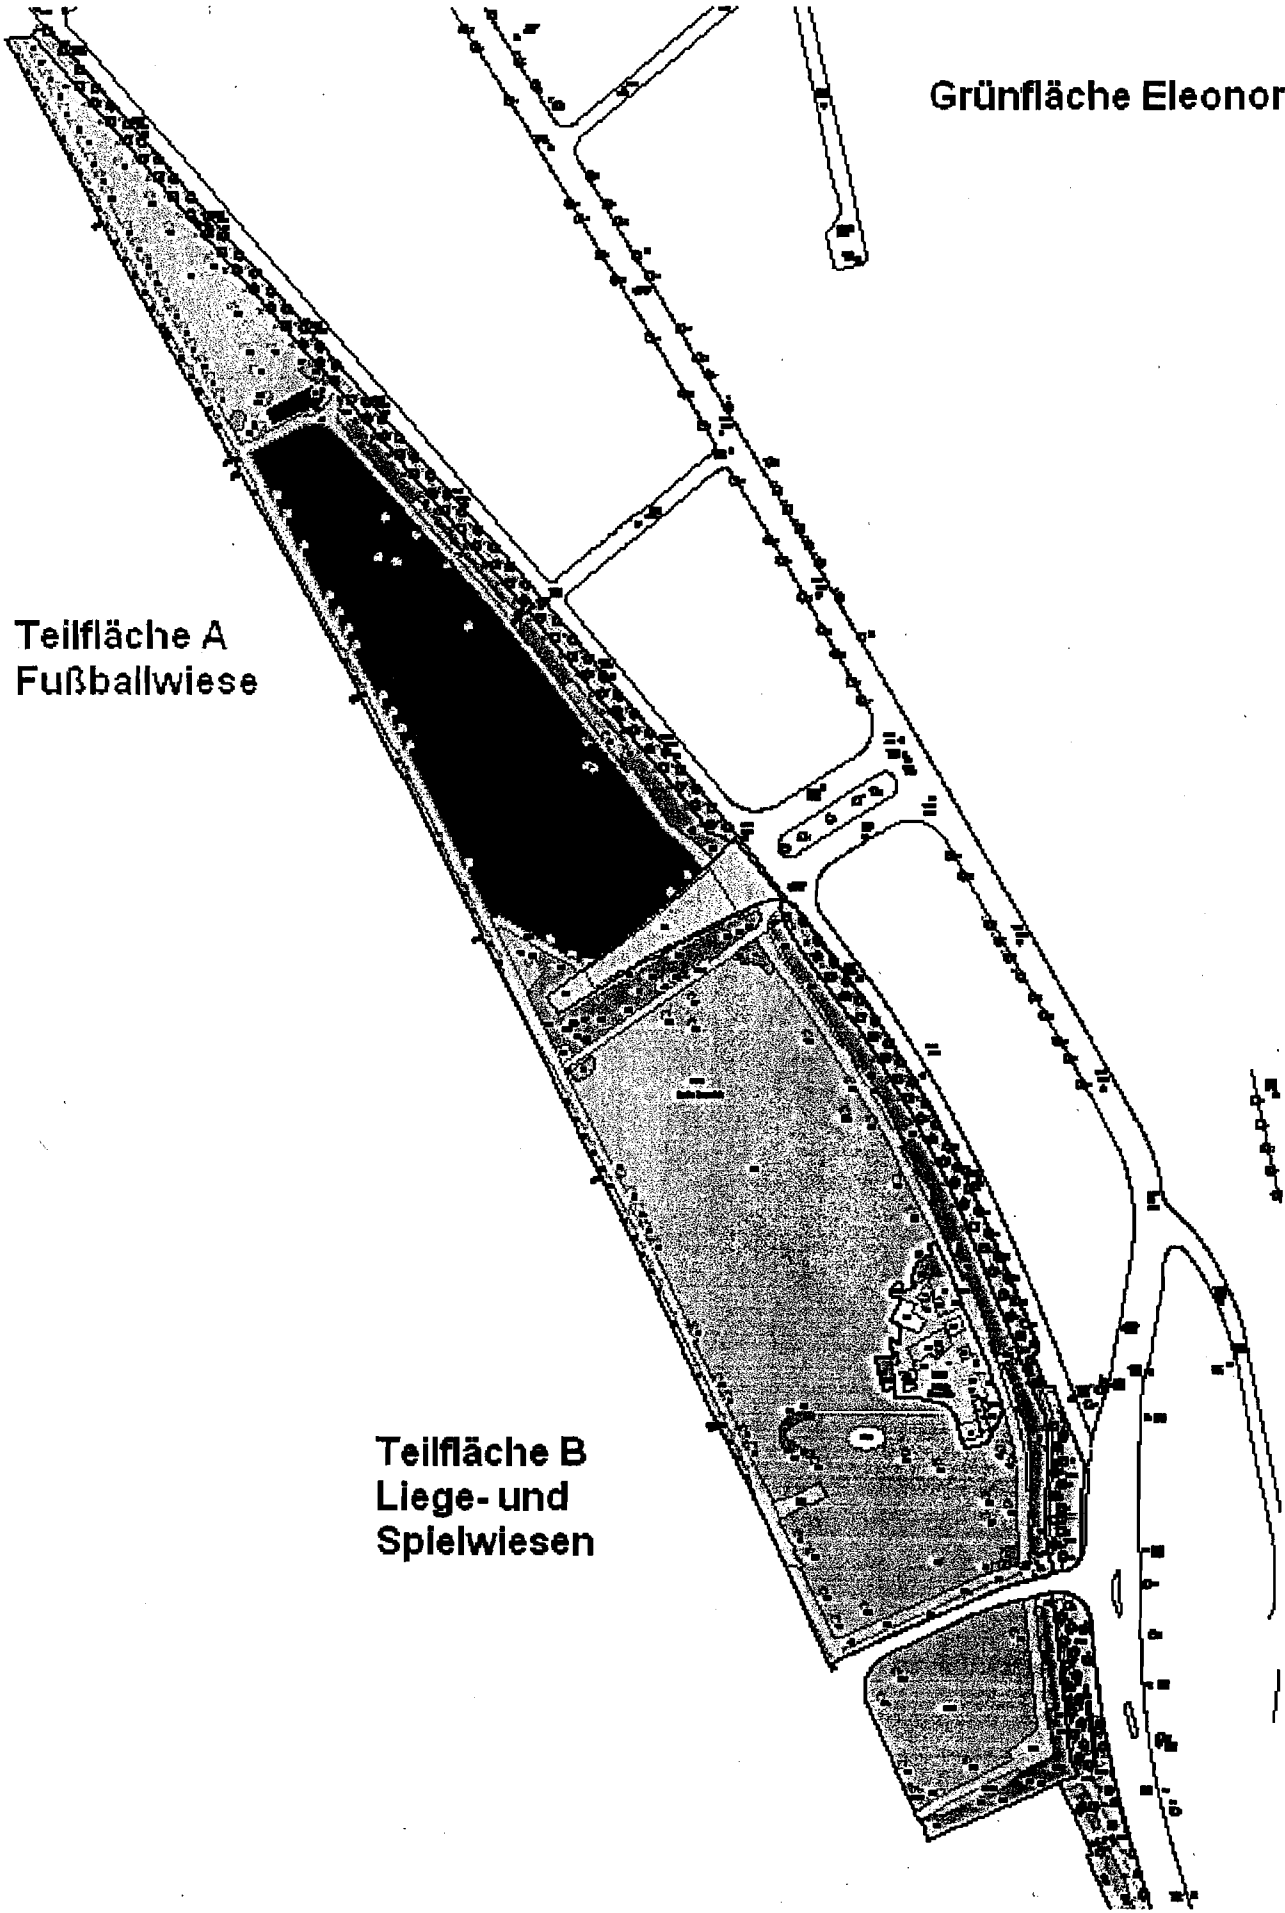 Grünfläche Eleonor
Teilfläche A
Fußballwiese
Teilfläche B
Liege- und
Spielwiesen